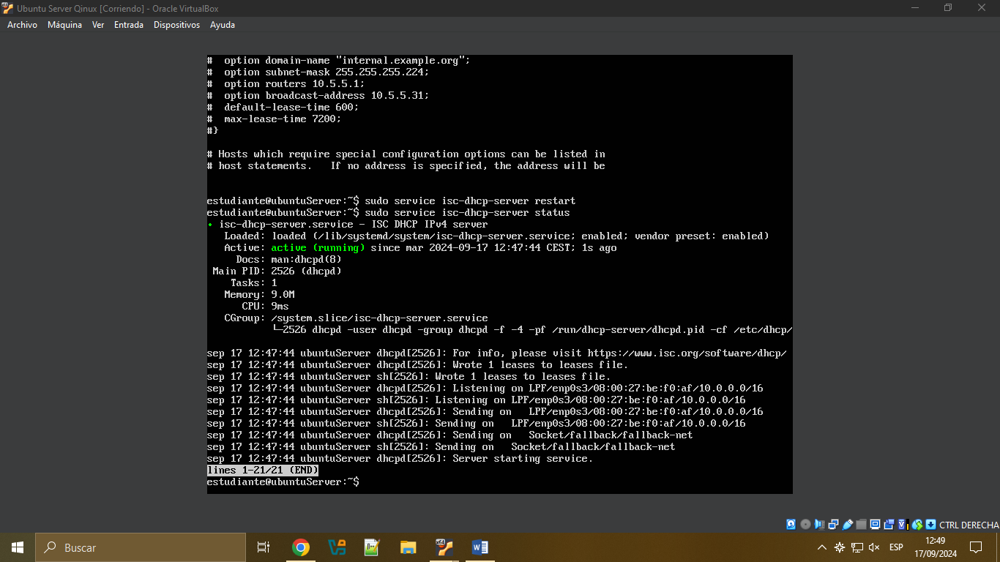 Ubuntu Server Qinux [Corriendo] - Oracle VirtualBox
Archivo Máquina Ver Entrada Dispositivos Ayuda
#  option domain-name "internal.example.org";
#  option subnet-mask 255.255.255.224;
#  option routers 10.5.5.1;
#  option broadcast-address 10.5.5.31;
#  default-lease-time 600;
#  max-lease-time 7200;
#}
# Hosts which require special configuration options can be listed in
# host statements.   If no address is specified, the address will be
estudiante@ubuntuServer:~$ sudo service isc-dhcp-server restart
estudiante@ubuntuServer:~$ sudo service isc-dhcp-server status
• isc-dhcp-server.service - ISC DHCP IPv4 server
Loaded: loaded (/lib/systemd/system/isc-dhcp-server.service; enabled; vendor preset: enabled)
Active: active (running) since mar 2024-09-17 12:47:44 CEST; 1s ago
Docs: man:dhcpd(8)
Main PID: 2526 (dhcpd)
Tasks: 1
Memory: 9.0M
CPU: 9ms
CGroup: /system.slice/isc-dhcp-server.service
└─2526 dhcpd -user dhcpd -group dhcpd -f -4 -pf /run/dhcp-server/dhcpd.pid -cf /etc/dhcp/
sep 17 12:47:44 ubuntuServer dhcpd[2526]: For info, please visit https://www.isc.org/software/dhcp/
sep 17 12:47:44 ubuntuServer dhcpd[2526]: Wrote 1 leases to leases file.
sep 17 12:47:44 ubuntuServer sh[2526]: Wrote 1 leases to leases file.
sep 17 12:47:44 ubuntuServer dhcpd[2526]: Listening on LPF/enp0s3/08:00:27:be:f0:af/10.0.0.0/16
sep 17 12:47:44 ubuntuServer sh[2526]: Listening on LPF/enp0s3/08:00:27:be:f0:af/10.0.0.0/16
sep 17 12:47:44 ubuntuServer dhcpd[2526]: Sending on   LPF/enp0s3/08:00:27:be:f0:af/10.0.0.0/16
sep 17 12:47:44 ubuntuServer sh[2526]: Sending on   LPF/enp0s3/08:00:27:be:f0:af/10.0.0.0/16
sep 17 12:47:44 ubuntuServer dhcpd[2526]: Sending on   Socket/fallback/fallback-net
sep 17 12:47:44 ubuntuServer sh[2526]: Sending on   Socket/fallback/fallback-net
sep 17 12:47:44 ubuntuServer dhcpd[2526]: Server starting service.
lines 1-21/21 (END)
estudiante@ubuntuServer:~$
CTRL DERECHA
Buscar
ESP
12:49
17/09/2024